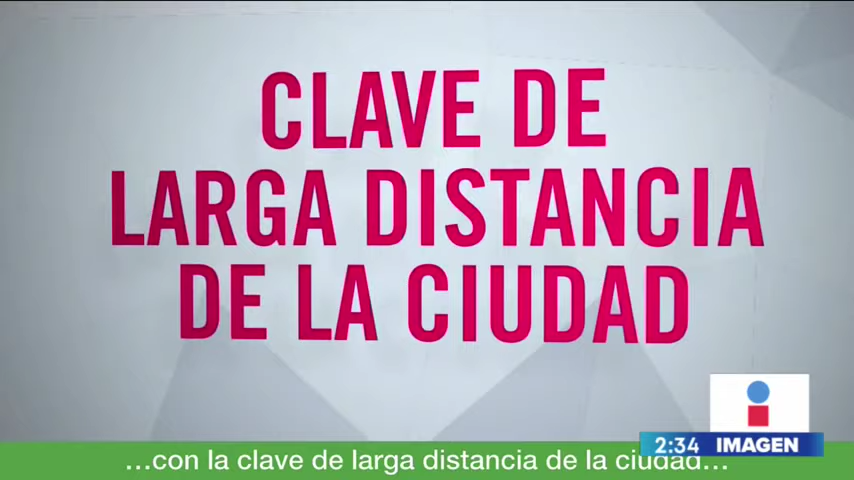 CLAVE DE
LARGA DISTANCIA
DE LA CIUDAD
2:34 IMAGEN
...con la clave de larga distancia de la ciudad...